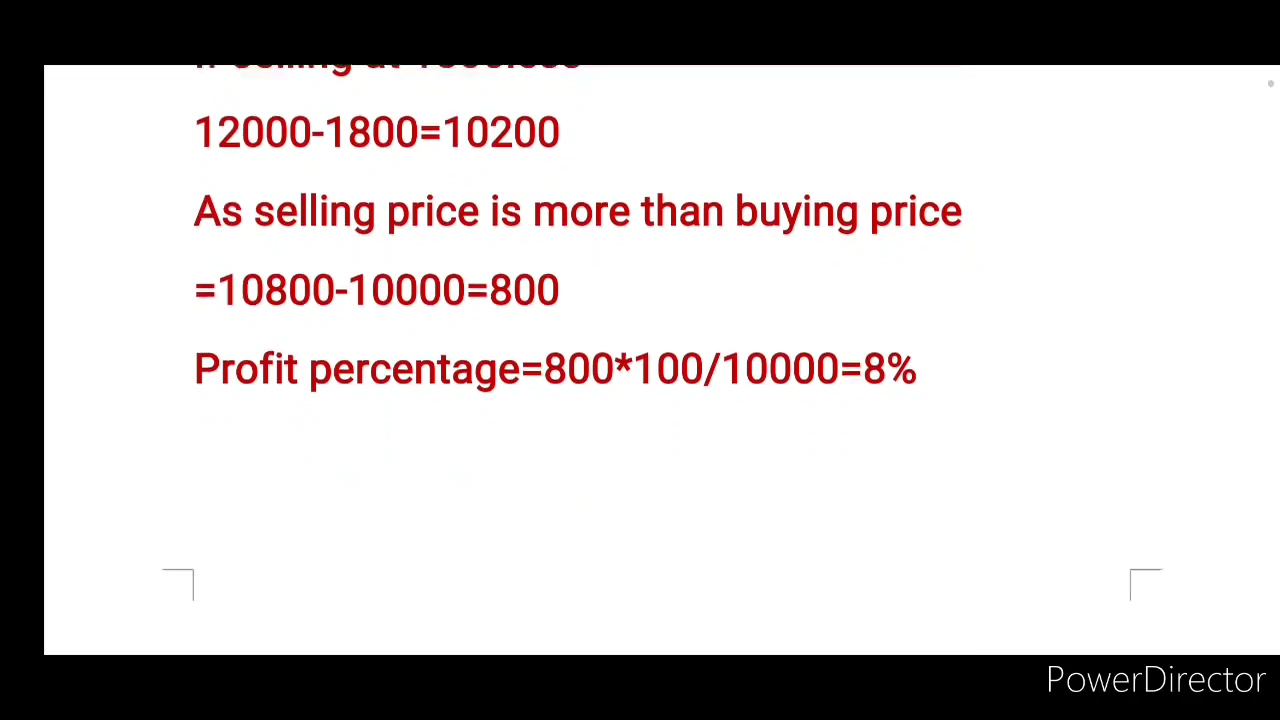 12000-1800=10200
As selling price is more than buying price
=10800-10000=800
Profit percentage=800*100/10000=8%
PowerDirector